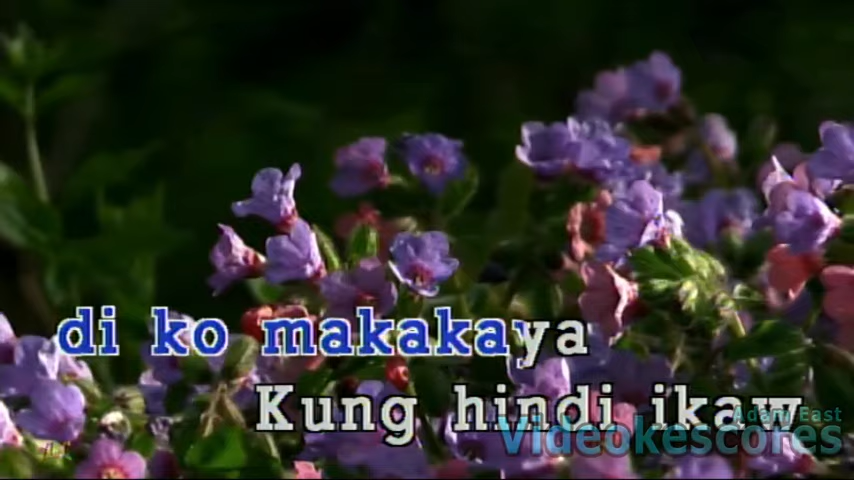 di ko makakaya
Kung hindi ikaw
Adam East
Videokescores